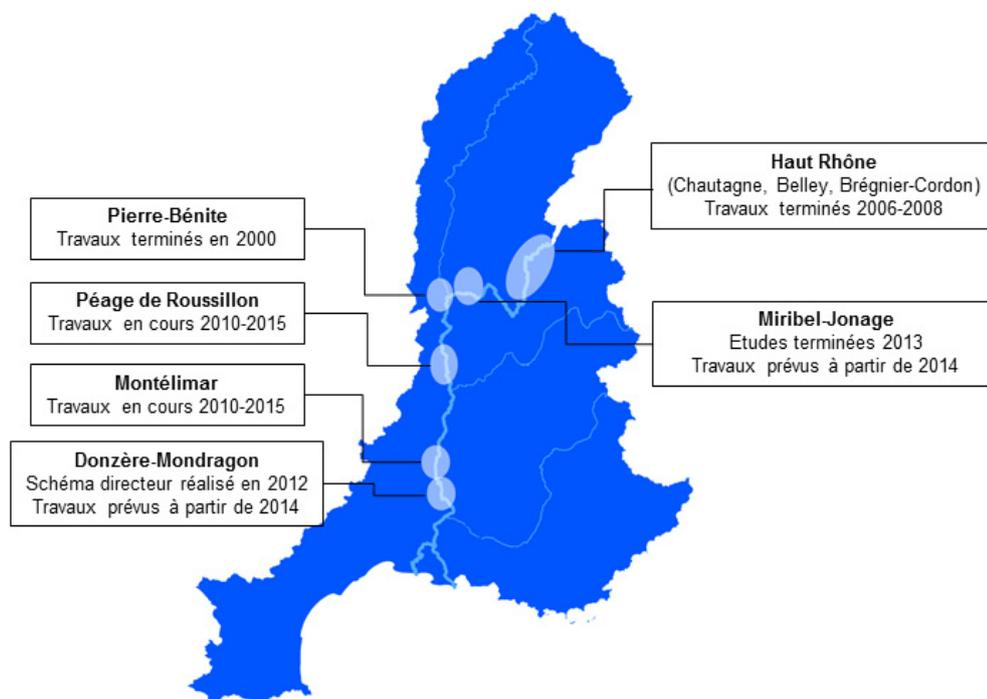 Haut Rhône
(Chautagne, Belley, Brégnier-Cordon)
Travaux terminés 2006-2008
Pierre-Bénite
Travaux terminés en 2000
Péage de Roussillon
Travaux en cours 2010-2015
Miribel-Jonage
Etudes terminées 2013
Travaux prévus à partir de 2014
Montélimar
Travaux en cours 2010-2015
Donzère-Mondragon
Schéma directeur réalisé en 2012
Travaux prévus à partir de 2014